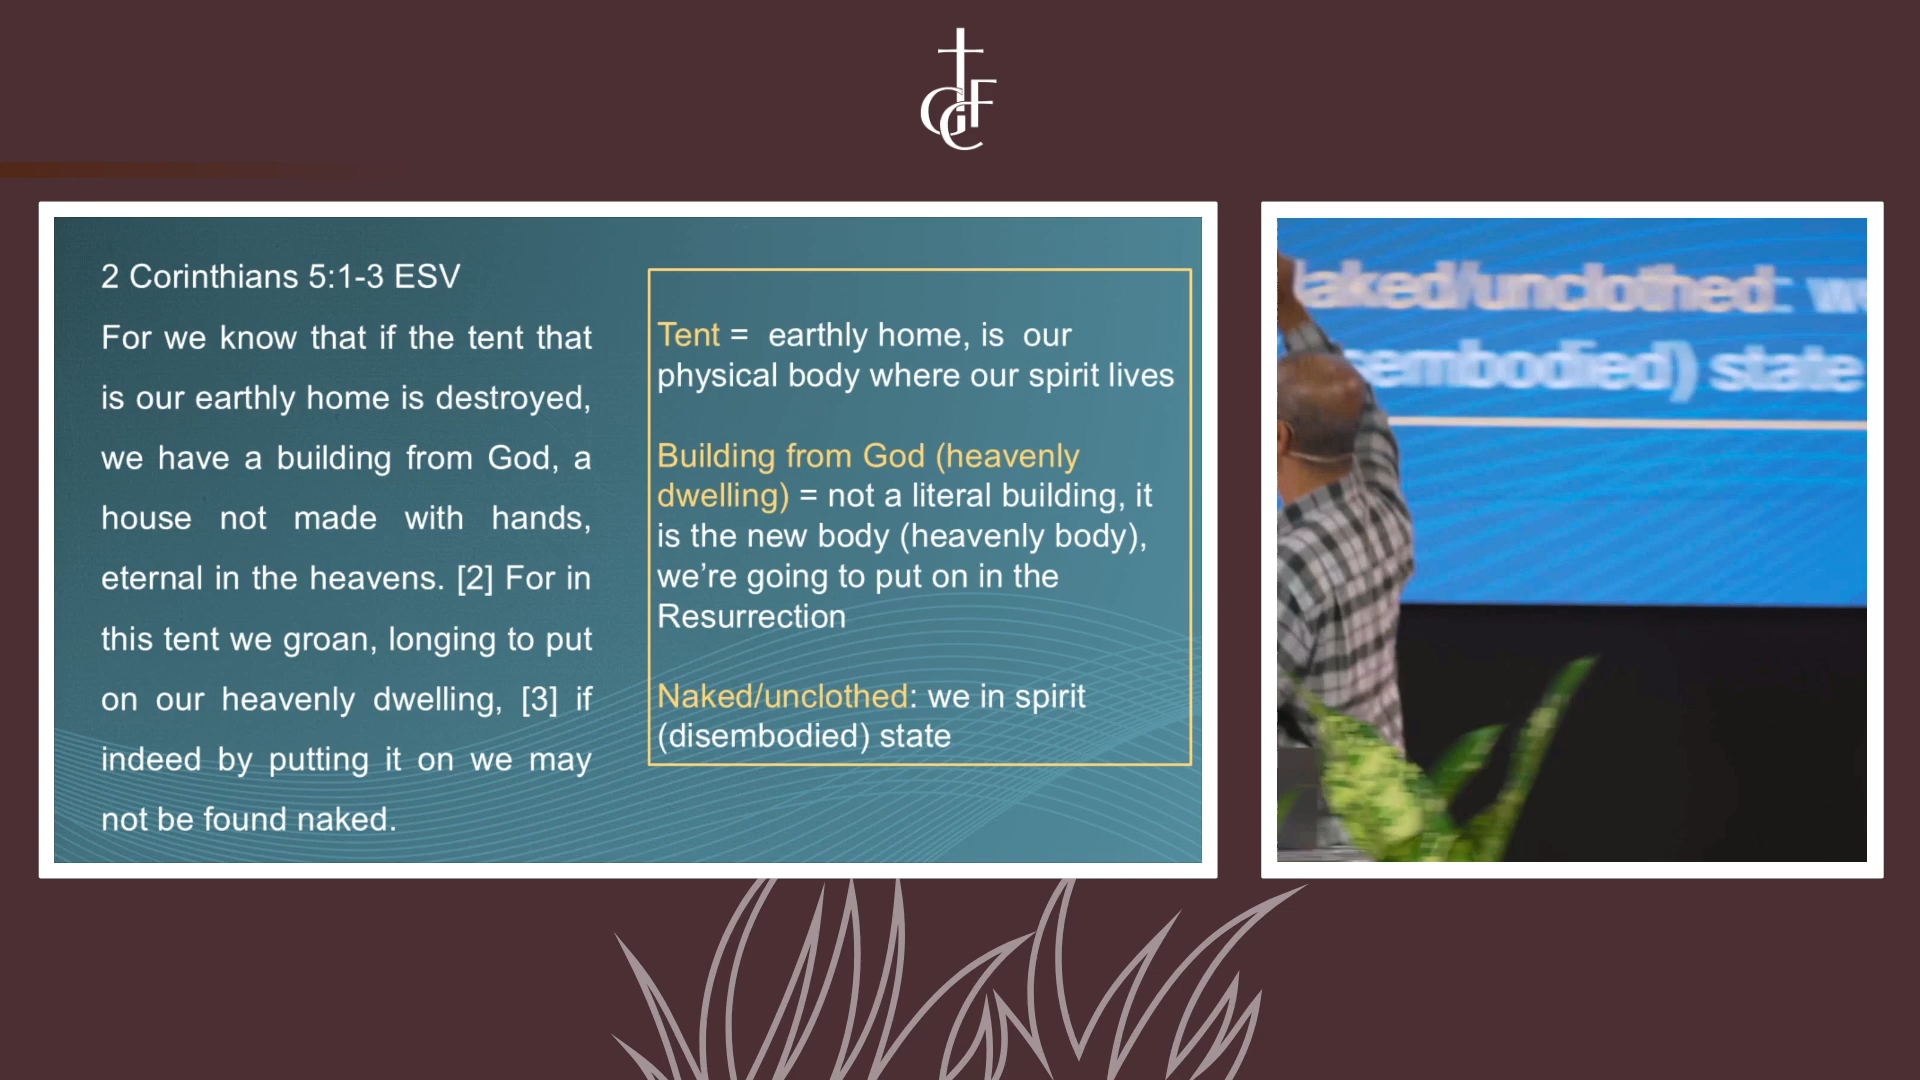 2 Corinthians 5:1-3 ESV
For we know that if the tent that
is our earthly home is destroyed,
we have a building from God, a
house not made with hands,
eternal in the heavens. [2] For in
this tent we groan, longing to put
on our heavenly dwelling, [3] if
indeed by putting it on we may
not be found naked.
Tent =  earthly home, is  our
physical body where our spirit lives
Building from God (heavenly
dwelling) = not a literal building, it
is the new body (heavenly body),
we’re going to put on in the
Resurrection
Naked/unclothed: we in spirit
(disembodied) state
aked/unclothed: we
sembodied) state